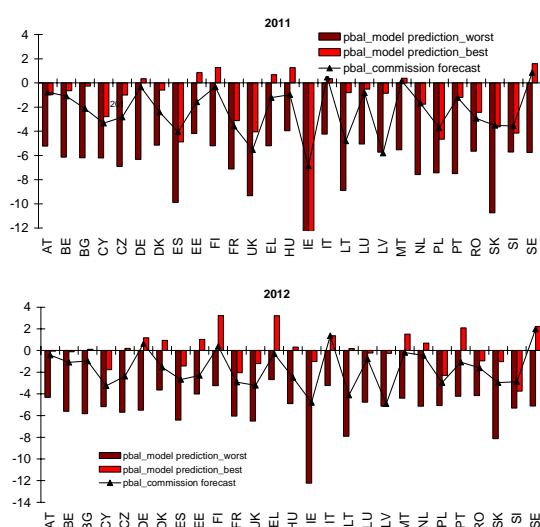 2011
pbal_model prediction_worst
pbal_model prediction_best
pbal_commission forecast
4
2
0
-2
-4
-6
-8
-10
-12
AT BE BG CY CZ DE DK ES EE FI FR UK EL HU IE IT LT LU LV MT NL PL PT RO SK SI SE
2012
4
2
0
-2
-4
-6
-8
-10
-12
-14
pbal_model prediction_worst
pbal_model prediction_best
pbal_commission forecast
AT BE BG CY CZ DE DK ES EE FI FR UK EL HU IE IT LT LU LV MT NL PL PT RO SK SI SE